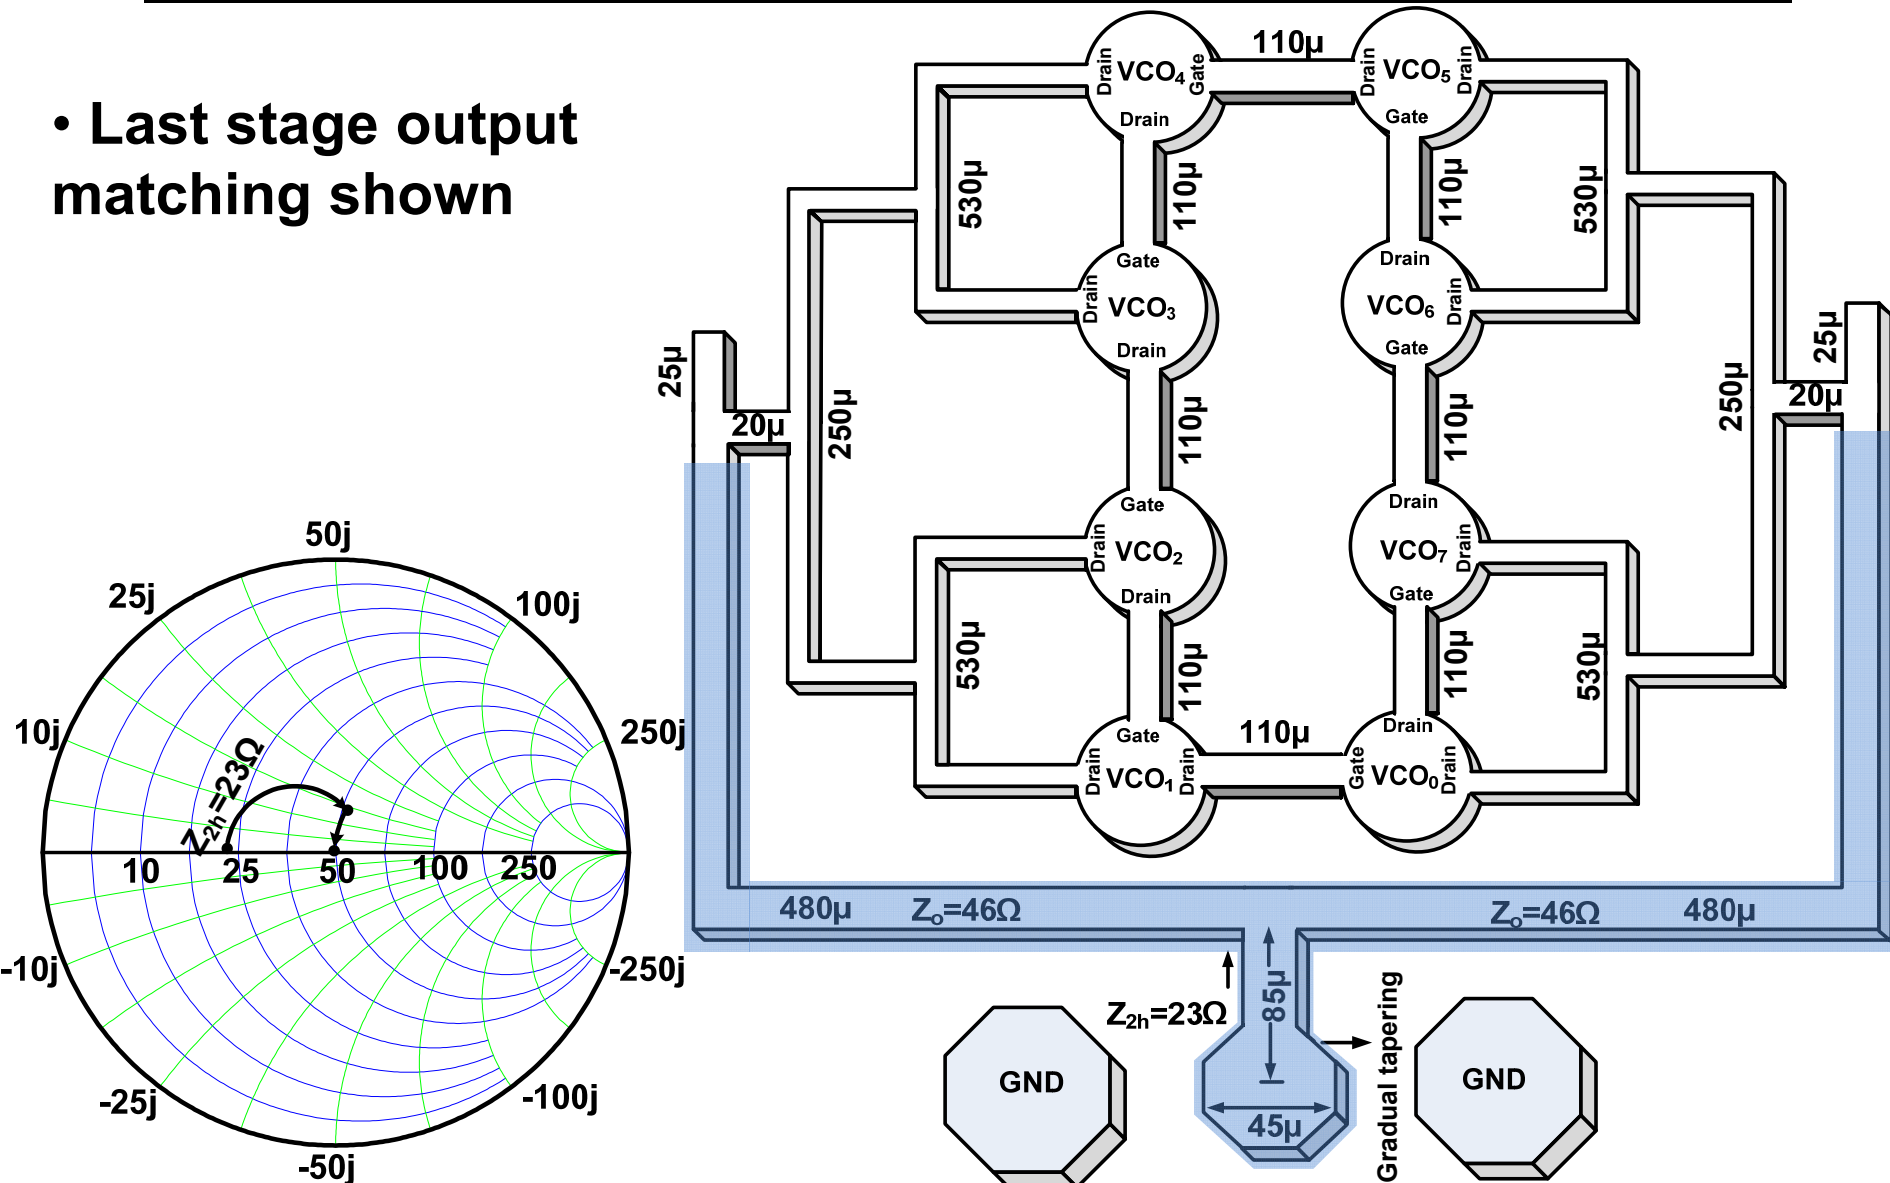 • Last stage output
matching shown
110µ
Drain
VCO4
Gate
Drain
Drain
VCO5
Drain
Gate
530µ
110µ
110µ
530µ
Gate
Drain
VCO3
Drain
Drain
VCO6
Drain
Gate
25µ
20µ
250µ
110µ
110µ
250µ
25µ
20µ
Gate
Drain
VCO2
Drain
Drain
VCO7
Drain
Gate
530µ
110µ
110µ
530µ
Gate
Drain
VCO1
Drain
110µ
Drain
Gate
VCO0
Drain
480µ
Zo=46Ω
Zo=46Ω
480µ
Z2h=23Ω
85µ
45µ
Gradual tapering
GND
GND
50j
25j
100j
10j
250j
Z2h=23Ω
10
25
50
100
250
-10j
-250j
-25j
-100j
-50j